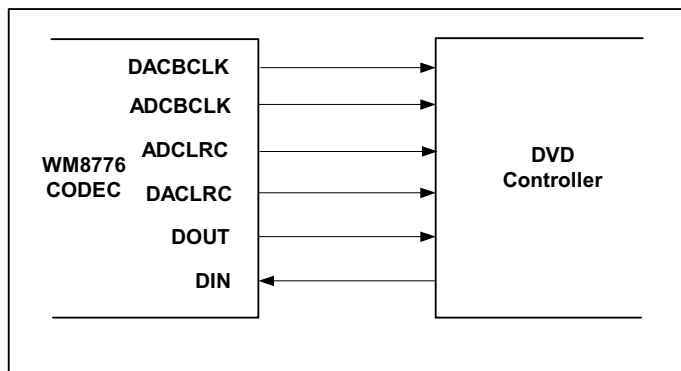 DACBCLK
ADCBCLK
ADCLRC
WM8776
CODEC
DACLRC
DOUT
DIN
DVD
Controller